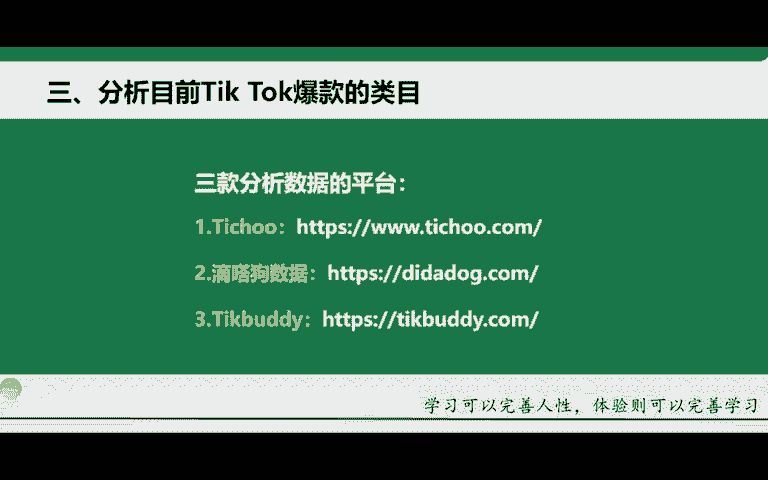 三、分析目前Tik Tok爆款的类目
三款分析数据的平台：
1.Tichoo：https://www.tichoo.com/
2.滴嗒狗数据：https://didadog.com/
3.Tikbuddy：https://tikbuddy.com/
学习可以完善人性，体验则可以完善学习